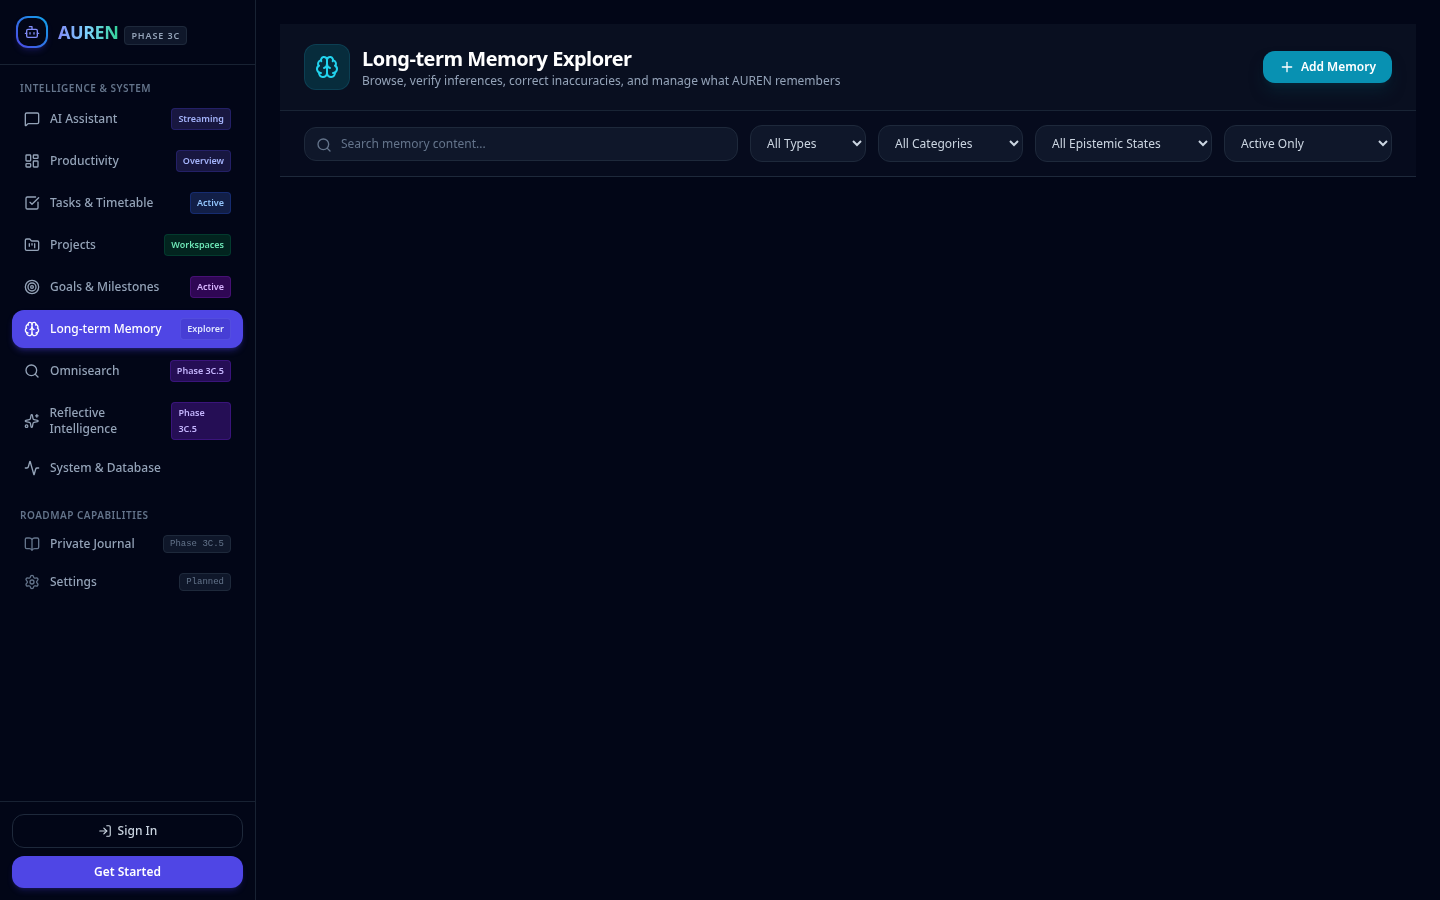 AUREN PHASE 3C
INTELLIGENCE & SYSTEM
AI Assistant Streaming
Productivity Overview
Tasks & Timetable Active
Projects Workspaces
Goals & Milestones Active
Long-term Memory Explorer
Omnisearch Phase 3C.5
Reflective Intelligence Phase 3C.5
System & Database
ROADMAP CAPABILITIES
Private Journal Phase 3C.5
Settings Planned
Sign In
Get Started
Long-term Memory Explorer
Browse, verify inferences, correct inaccuracies, and manage what AUREN remembers
Add Memory
Search memory content...
All Types
All Categories
All Epistemic States
Active Only